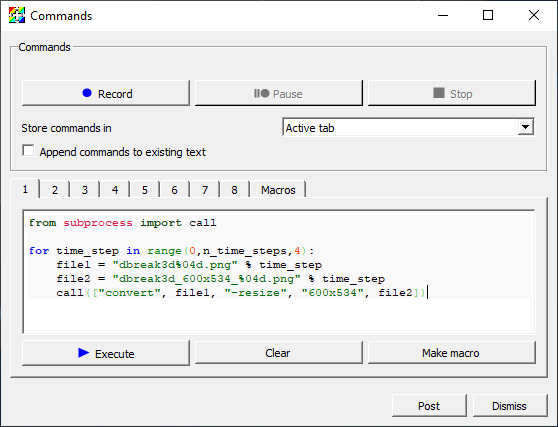 Commands
Commands
Record
Pause
Stop
Store commands in
Active tab
Append commands to existing text
1 2 3 4 5 6 7 8 Macros
from subprocess import call
for time_step in range(0,n_time_steps,4):
file1 = "dbreak3d%04d.png" % time_step
file2 = "dbreak3d_600x534_%04d.png" % time_step
call(["convert", file1, "-resize", "600x534", file2])
Execute
Clear
Make macro
Post
Dismiss